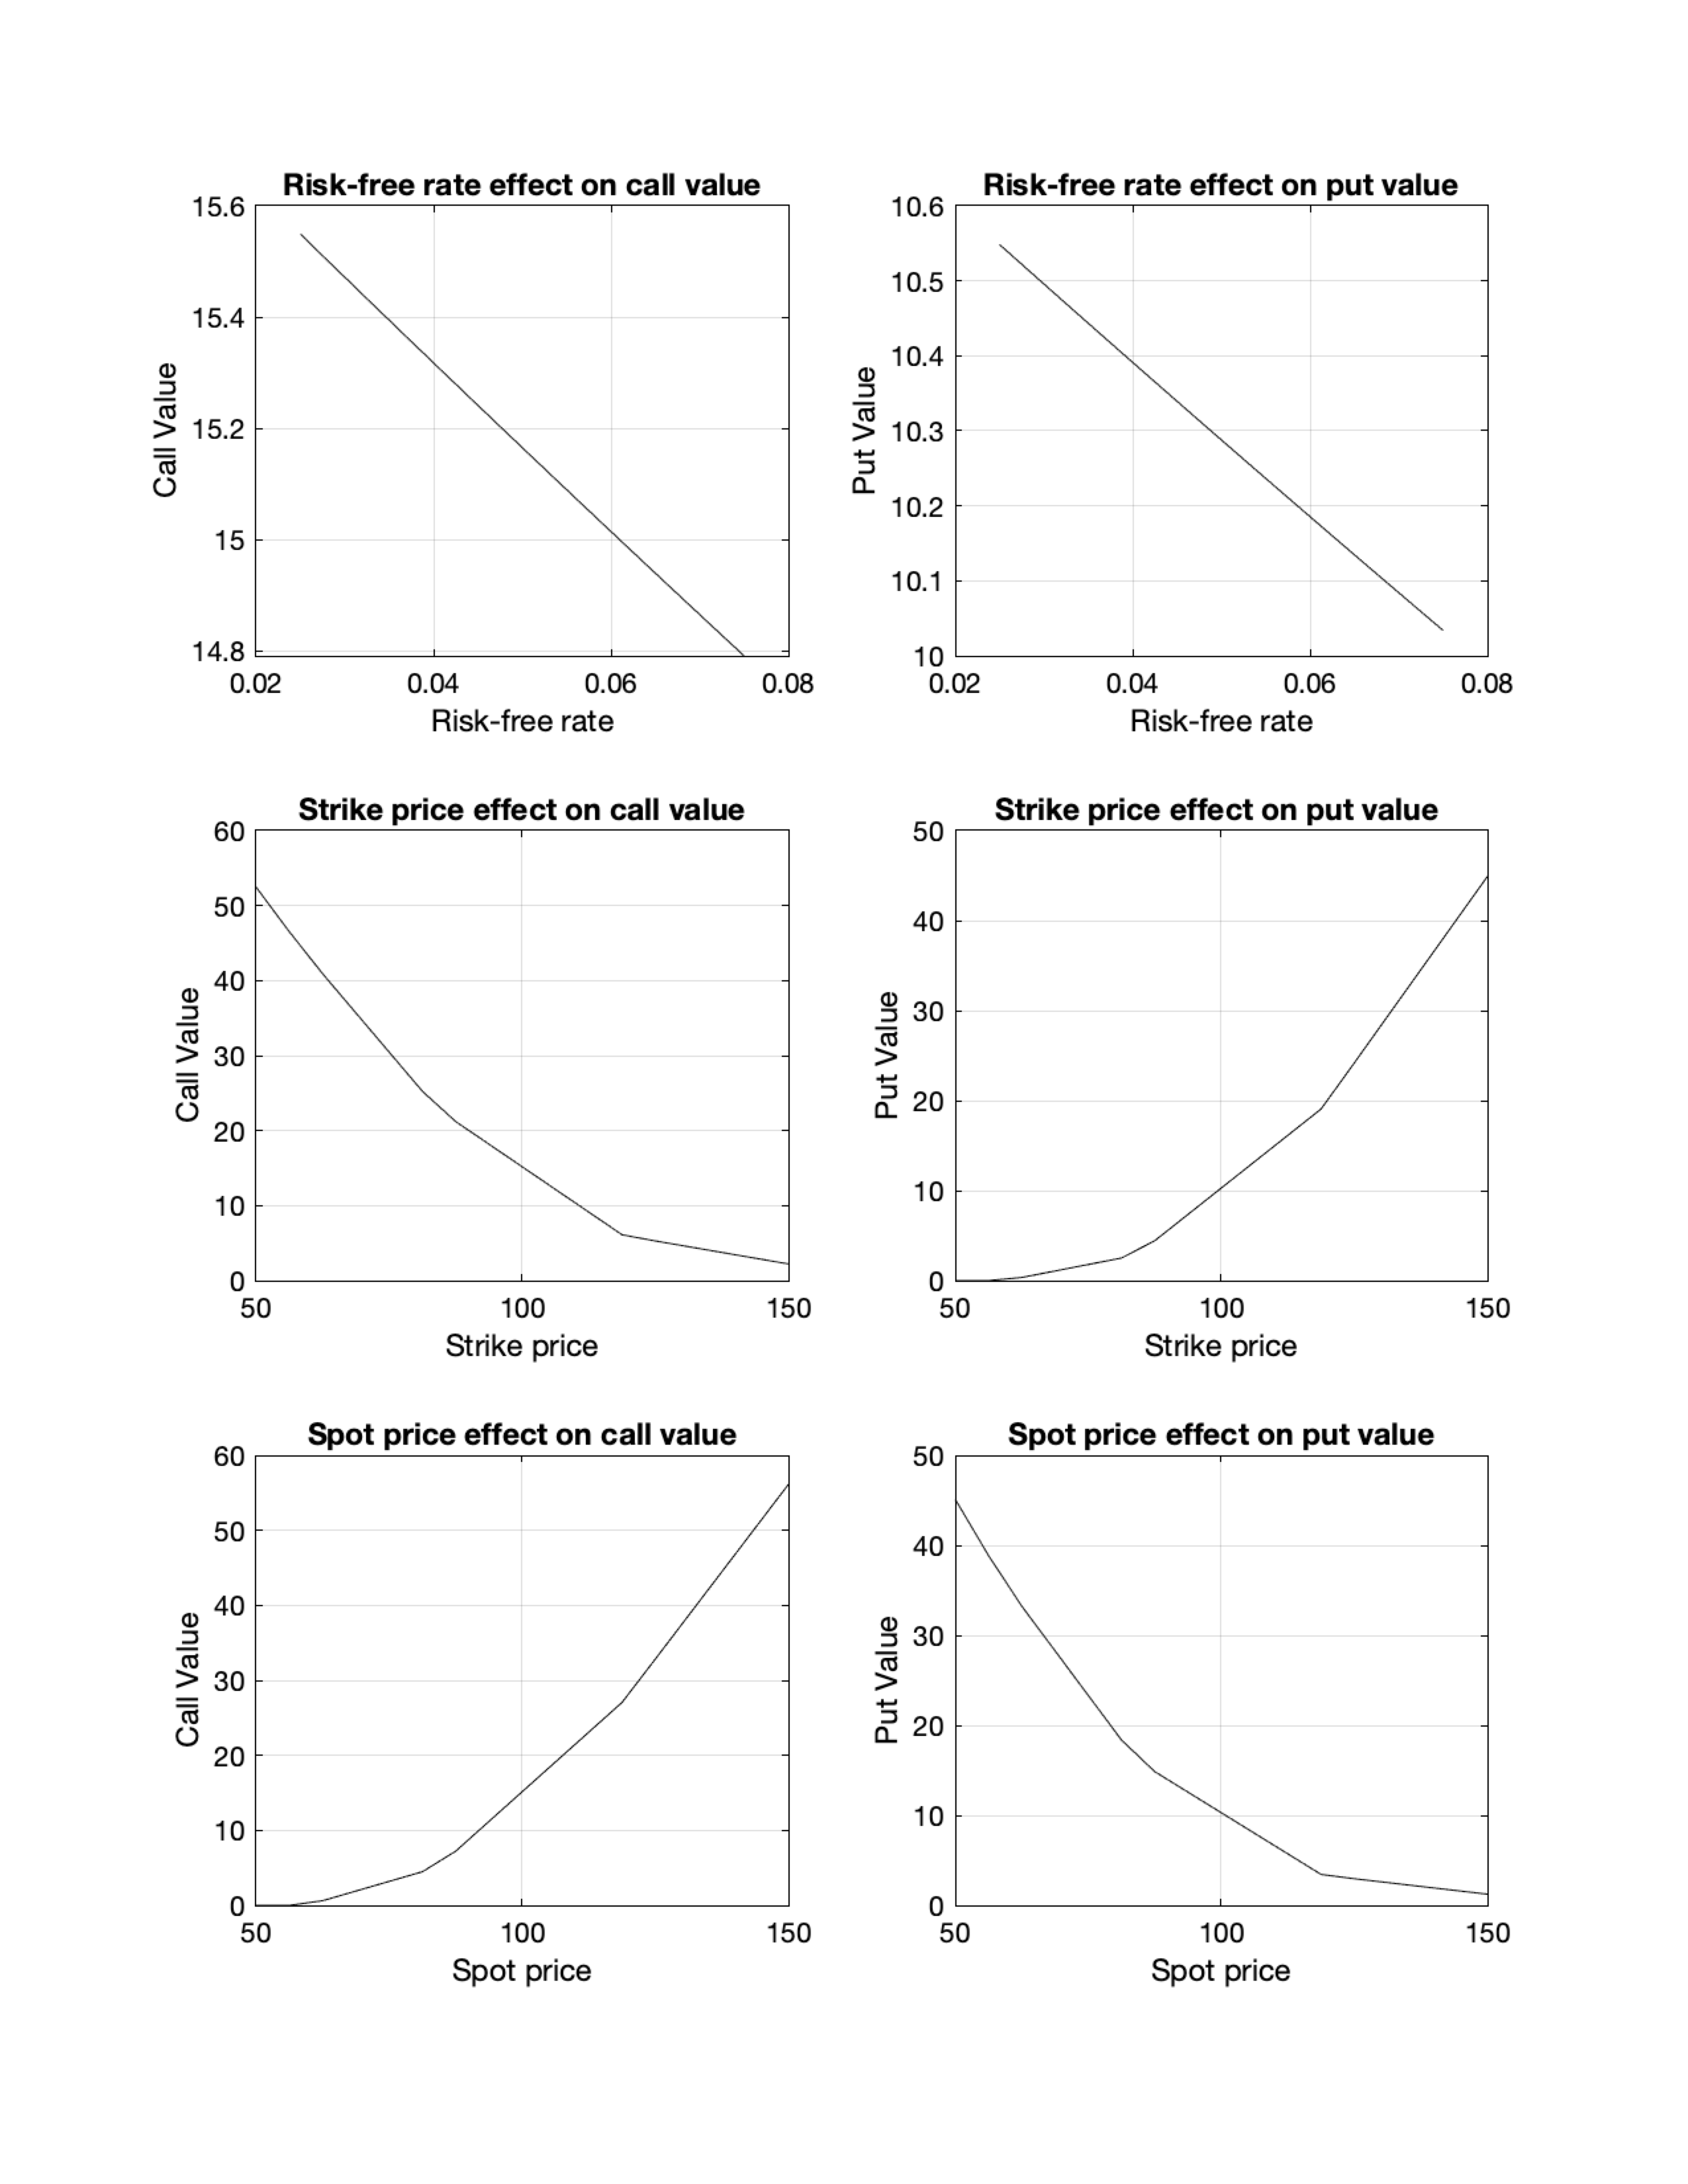 Risk-free rate effect on call value
15.6
15.4
15.2
15
14.8
Call Value
0.02 0.04 0.06 0.08
Risk-free rate
Risk-free rate effect on put value
10.6
10.5
10.4
10.3
10.2
10.1
10
Put Value
0.02 0.04 0.06 0.08
Risk-free rate
Strike price effect on call value
60
50
40
30
20
10
0
Call Value
50 100 150
Strike price
Strike price effect on put value
50
40
30
20
10
0
Put Value
50 100 150
Strike price
Spot price effect on call value
60
50
40
30
20
10
0
Call Value
50 100 150
Spot price
Spot price effect on put value
50
40
30
20
10
0
Put Value
50 100 150
Spot price